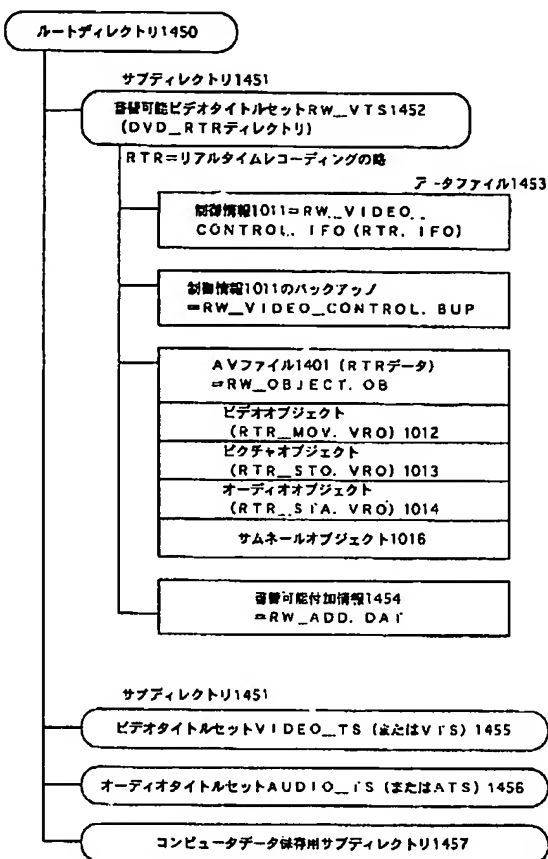 ルートディレクトリ1450
サブディレクトリ1451
書替可能ビデオタイトルセットRW__VTS1452
(DVD_RTRディレクトリ)
RTR=リアルタイムレコーディングの略
データファイル1453
制御情報1011=RW__VIDEO__
CONTROL. IFO (RTR. IFO)
制御情報1011のバックアップ
=RW__VIDEO__CONTROL. BUP
AVファイル1401 (RTRデータ)
=RW__OBJECT. OB
ビデオオブジェクト
(RTR__MOV. VRO) 1012
ピクチャオブジェクト
(RTR__STO. VRO) 1013
オーディオオブジェクト
(RTR__STA. VRO) 1014
サムネールオブジェクト1016
書替可能付加情報1454
=RW__ADD. DAT
サブディレクトリ1451
ビデオタイトルセットVIDEO__TS (またはVTS) 1455
オーディオタイトルセットAUDIO__TS (またはATS) 1456
コンピュータデータ保存用サブディレクトリ1457